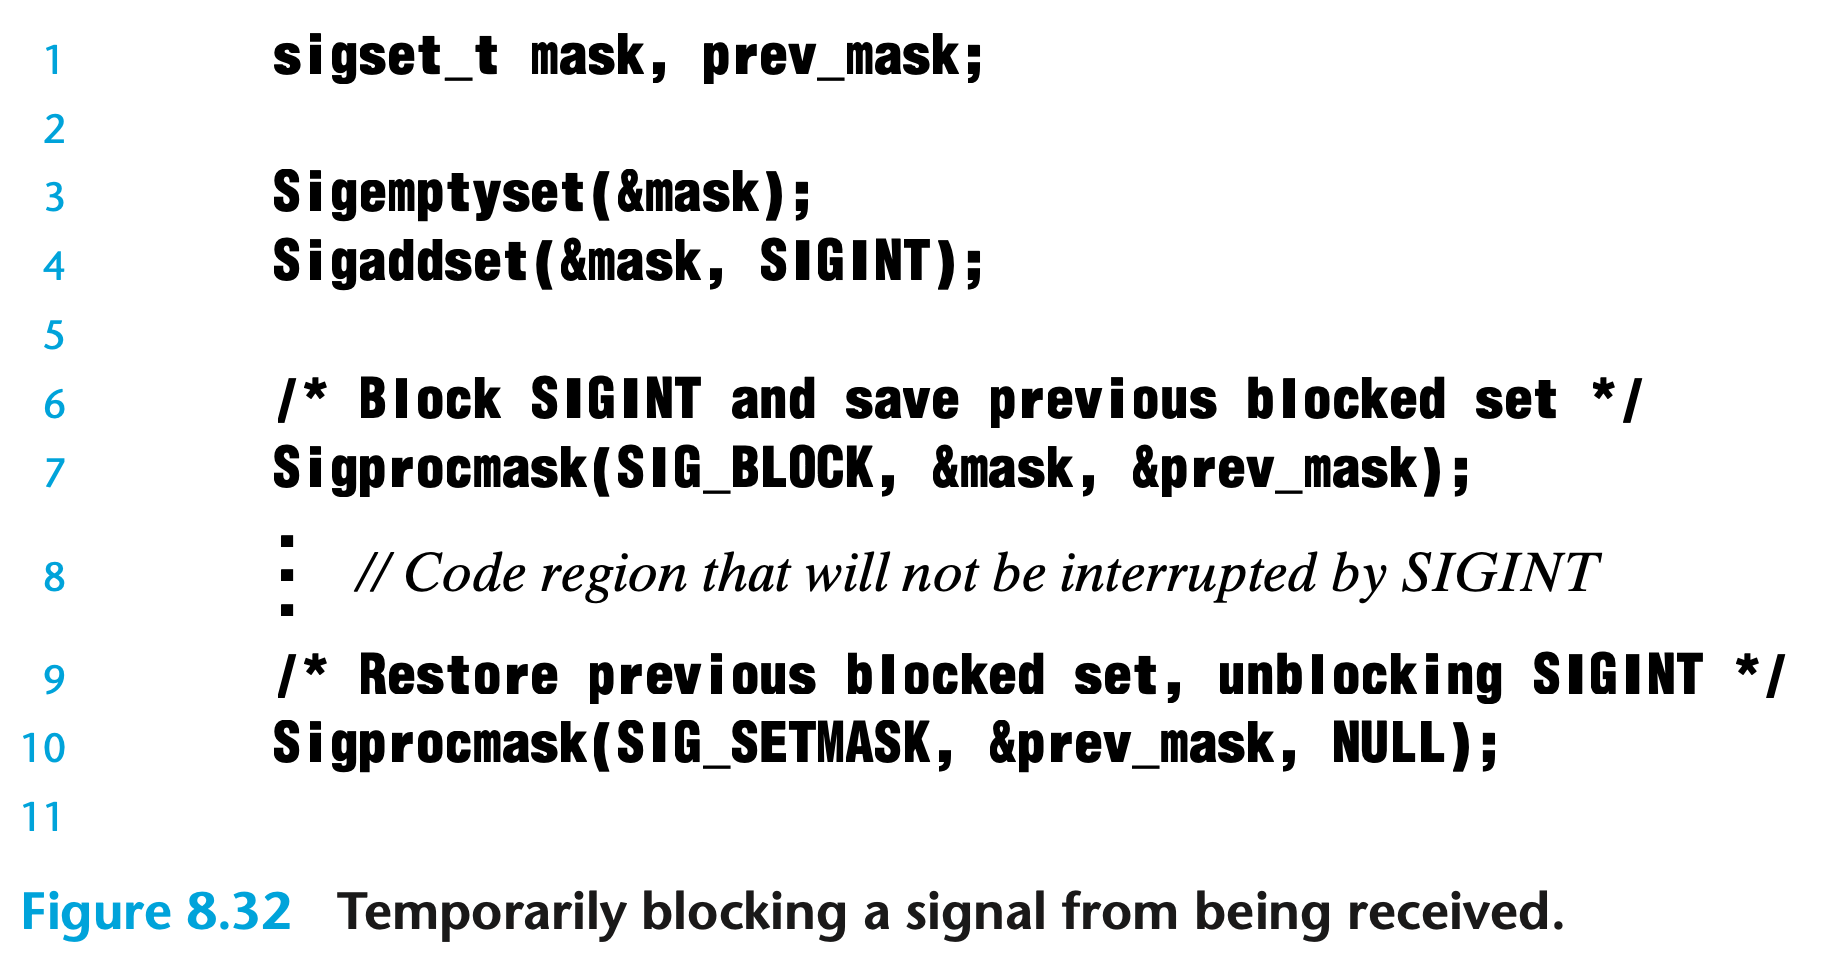 1 sigset_t mask, prev_mask;
2
3 Sigemptyset(&mask);
4 Sigaddset(&mask, SIGINT);
5
6 /* Block SIGINT and save previous blocked set */
7 Sigprocmask(SIG_BLOCK, &mask, &prev_mask);
8 ⋮ // Code region that will not be interrupted by SIGINT
9 /* Restore previous blocked set, unblocking SIGINT */
10 Sigprocmask(SIG_SETMASK, &prev_mask, NULL);
11
Figure 8.32 Temporarily blocking a signal from being received.